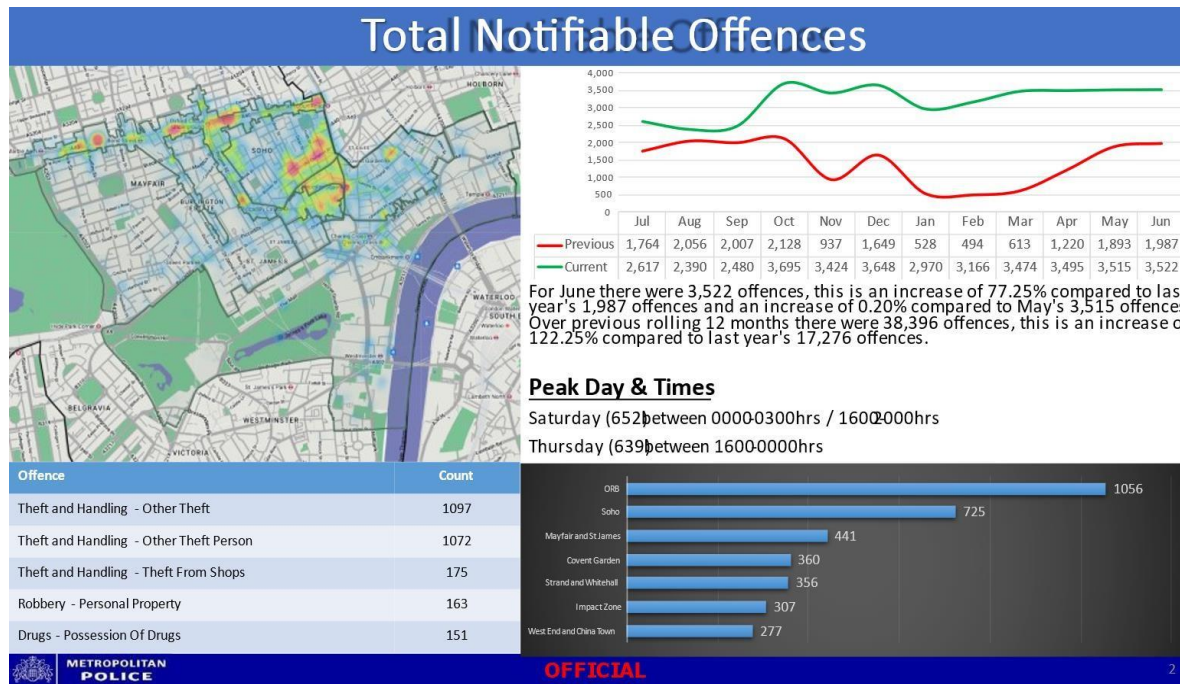 Total Notifiable Offences
HOLBORN
SOHO
MAYFAIR
ST. JAMES'S
WATERLOO
BELGRAVIA
WESTMINSTER
VICTORIA
4,000
3,500
3,000
2,500
2,000
1,500
1,000
500
0
Jul Aug Sep Oct Nov Dec Jan Feb Mar Apr May Jun
Previous 1,764 2,056 2,007 2,128 937 1,649 528 494 613 1,220 1,893 1,987
Current 2,617 2,390 2,480 3,695 3,424 3,648 2,970 3,166 3,474 3,495 3,515 3,522
For June there were 3,522 offences, this is an increase of 77.25% compared to las
year's 1,987 offences and an increase of 0.20% compared to May's 3,515 offences
Over previous rolling 12 months there were 38,396 offences, this is an increase o
122.25% compared to last year's 17,276 offences.
Peak Day & Times
Saturday (652) between 0000-0300hrs / 1600-2000hrs
Thursday (639) between 1600-0000hrs
Offence Count
Theft and Handling - Other Theft 1097
Theft and Handling - Other Theft Person 1072
Theft and Handling - Theft From Shops 175
Robbery - Personal Property 163
Drugs - Possession Of Drugs 151
ORB 1056
Soho 725
Mayfair and St James 441
Covent Garden 360
Strand and Whitehall 356
Impact Zone 307
West End and China Town 277
METROPOLITAN
POLICE
OFFICIAL
2